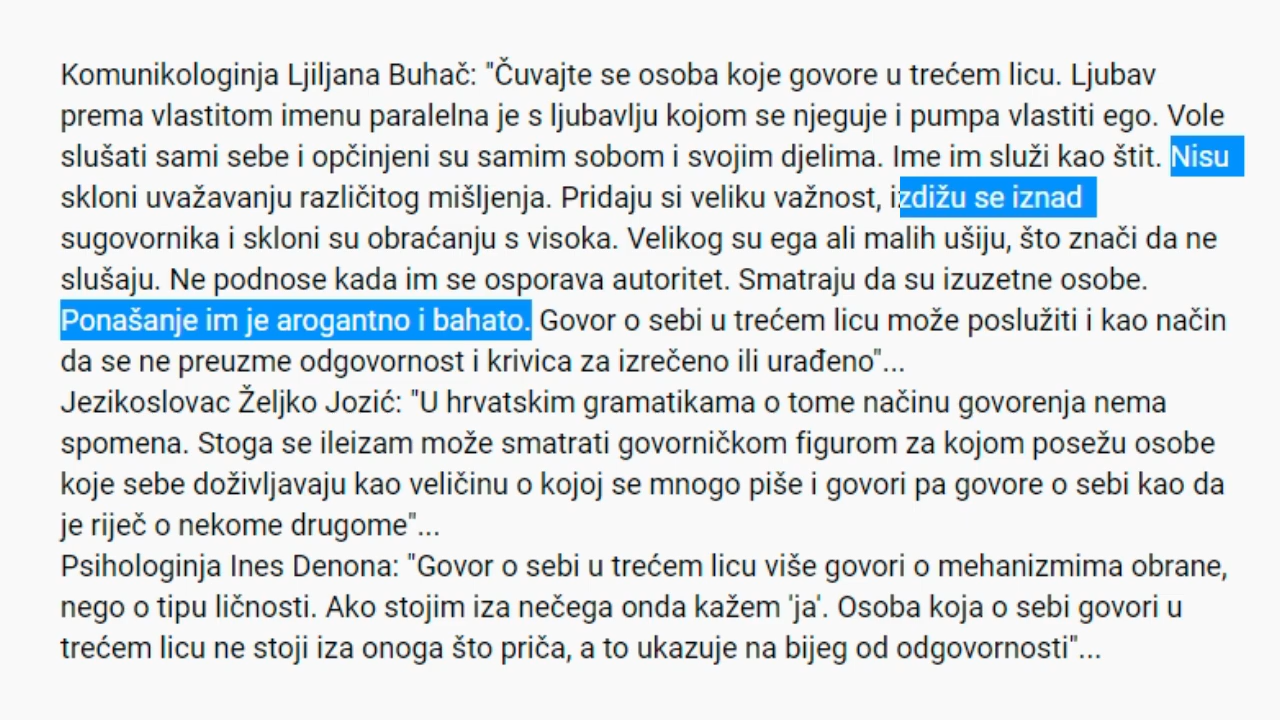 Komunikologinja Ljiljana Buhač: "Čuvajte se osoba koje govore u trećem licu. Ljubav
prema vlastitom imenu paralelna je s ljubavlju kojom se njeguje i pumpa vlastiti ego. Vole
slušati sami sebe i opčinjeni su samim sobom i svojim djelima. Ime im služi kao štit. Nisu
skloni uvažavanju različitog mišljenja. Pridaju si veliku važnost, izdižu se iznad
sugovornika i skloni su obraćanju s visoka. Velikog su ega ali malih ušiju, što znači da ne
slušaju. Ne podnose kada im se osporava autoritet. Smatraju da su izuzetne osobe.
Ponašanje im je arogantno i bahato. Govor o sebi u trećem licu može poslužiti i kao način
da se ne preuzme odgovornost i krivica za izrečeno ili urađeno"...
Jezikoslovac Željko Jozić: "U hrvatskim gramatikama o tome načinu govorenja nema
spomena. Stoga se ileizam može smatrati govorničkom figurom za kojom posežu osobe
koje sebe doživljavaju kao veličinu o kojoj se mnogo piše i govori pa govore o sebi kao da
je riječ o nekome drugome"...
Psihologinja Ines Denona: "Govor o sebi u trećem licu više govori o mehanizmima obrane,
nego o tipu ličnosti. Ako stojim iza nečega onda kažem 'ja'. Osoba koja o sebi govori u
trećem licu ne stoji iza onoga što priča, a to ukazuje na bijeg od odgovornosti"...